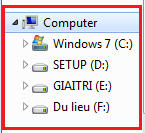 Computer
Windows 7 (C:)
SETUP (D:)
GIAITRI (E:)
Du lieu (F:)